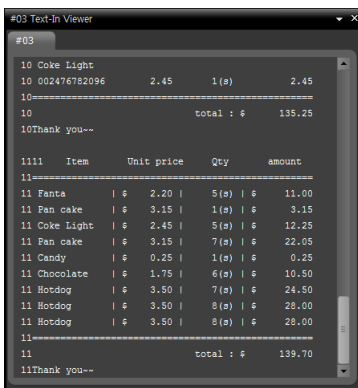 #03 Text-In Viewer
#03
10 Coke Light
10 002476782096 2.45 1(s) 2.45
10==================================================
10 total : $ 135.25
10Thank you~~
1111 Item Unit price Qty amount
11==================================================
11 Fanta | $ 2.20 | 5(s) | $ 11.00
11 Pan cake | $ 3.15 | 1(s) | $ 3.15
11 Coke Light | $ 2.45 | 5(s) | $ 12.25
11 Pan cake | $ 3.15 | 7(s) | $ 22.05
11 Candy | $ 0.25 | 1(s) | $ 0.25
11 Chocolate | $ 1.75 | 6(s) | $ 10.50
11 Hotdog | $ 3.50 | 7(s) | $ 24.50
11 Hotdog | $ 3.50 | 8(s) | $ 28.00
11 Hotdog | $ 3.50 | 8(s) | $ 28.00
11==================================================
11 total : $ 139.70
11Thank you~~